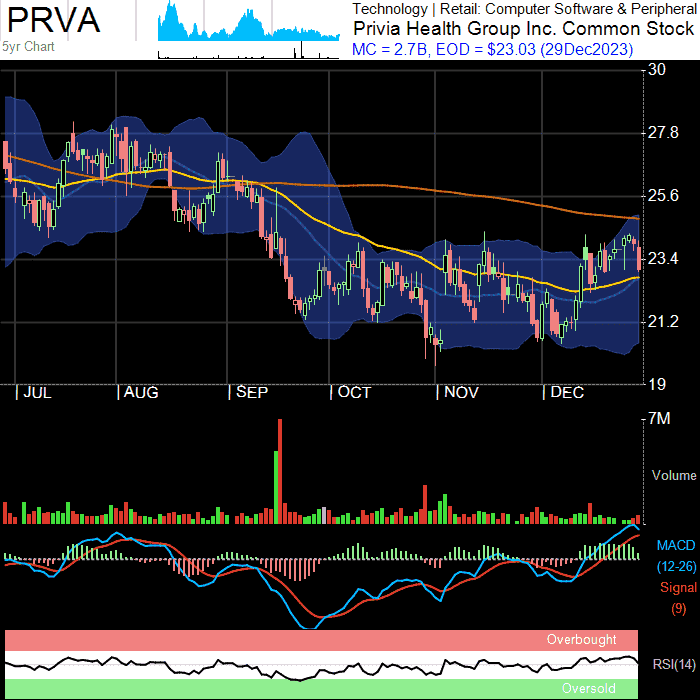 PRVA
5yr Chart
Technology | Retail: Computer Software & Peripheral
Privia Health Group Inc. Common Stock
MC = 2.7B, EOD = $23.03 (29Dec2023)
30
27.8
25.6
23.4
21.2
19
| JUL | AUG | SEP | OCT | NOV | DEC
7M
Volume
MACD
(12-26)
Signal
(9)
Overbought
RSI(14)
Oversold